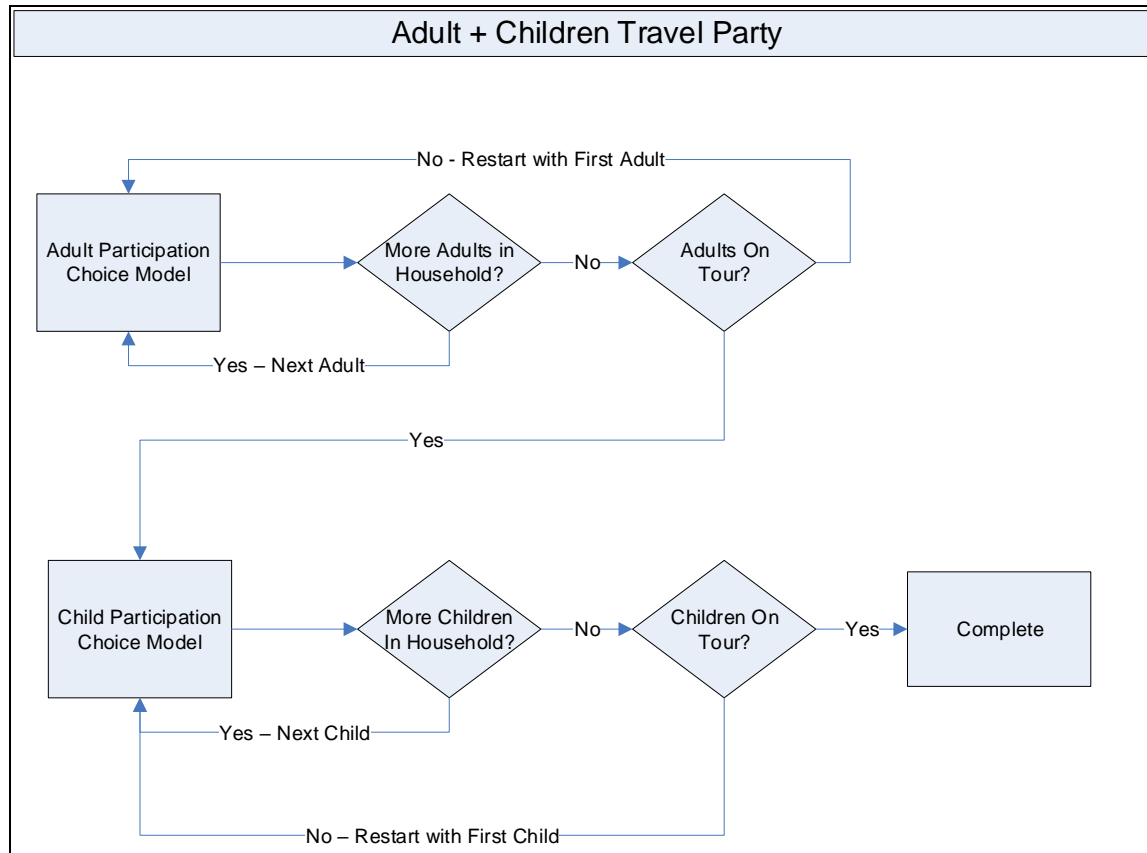 Adult + Children Travel Party
No - Restart with First Adult
Adult Participation
Choice Model
More Adults in
Household?
No
Adults On
Tour?
Yes – Next Adult
Yes
Child Participation
Choice Model
More Children
In Household?
No
Children On
Tour?
Yes
Complete
Yes – Next Child
No – Restart with First Child